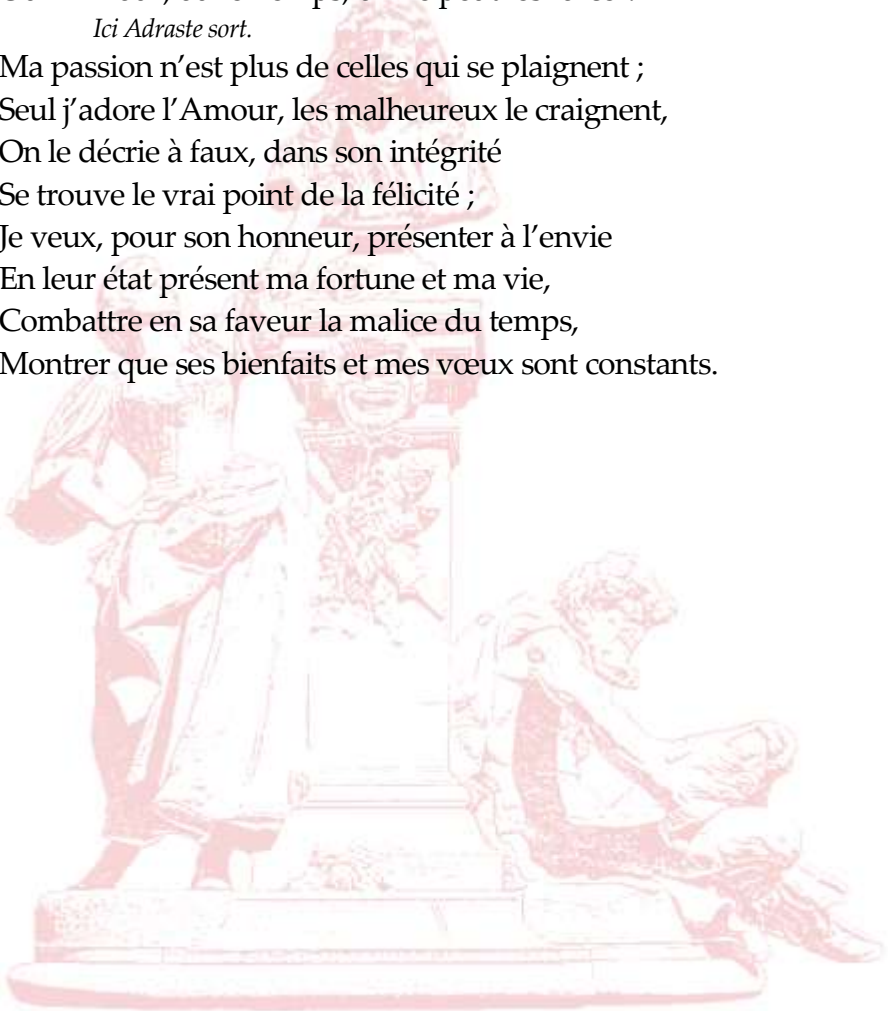 Ici Adraste sort.
Ma passion n’est plus de celles qui se plaignent ;
Seul j’adore l’Amour, les malheureux le craignent,
On le décrie à faux, dans son intégrité
Se trouve le vrai point de la félicité ;
Je veux, pour son honneur, présenter à l’envie
En leur état présent ma fortune et ma vie,
Combattre en sa faveur la malice du temps,
Montrer que ses bienfaits et mes vœux sont constants.